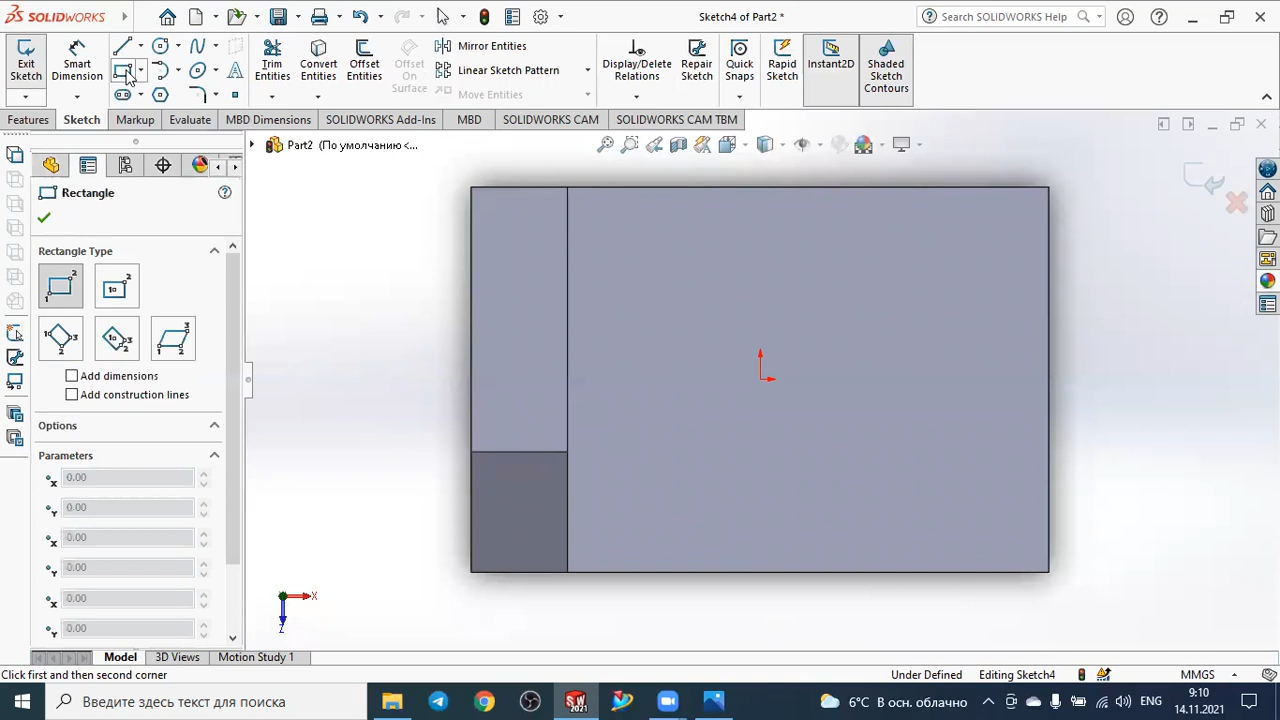 SOLIDWORKS
Sketch4 of Part2 *
Search SOLIDWORKS Help
Exit Sketch
Smart Dimension
Trim Entities
Convert Entities
Offset Entities
Offset On Surface
Mirror Entities
Linear Sketch Pattern
Move Entities
Display/Delete Relations
Repair Sketch
Quick Snaps
Rapid Sketch
Instant2D
Shaded Sketch Contours
Features
Sketch
Markup
Evaluate
MBD Dimensions
SOLIDWORKS Add-Ins
MBD
SOLIDWORKS CAM
SOLIDWORKS CAM TBM
Part2 (По умолчанию <...
Rectangle
Rectangle Type
Add dimensions
Add construction lines
Options
Parameters
0.00
0.00
0.00
0.00
0.00
0.00
X
Z
Model
3D Views
Motion Study 1
Click first and then second corner
Under Defined
Editing Sketch4
MMGS
Введите здесь текст для поиска
SW 2021
6°C В осн. облачно
ENG
9:10
14.11.2021